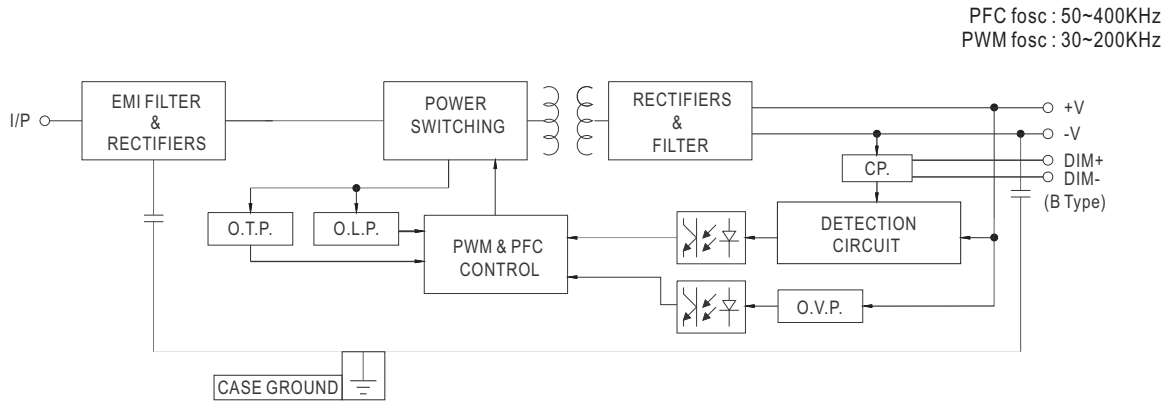 PFC fosc : 50~400KHz
PWM fosc : 30~200KHz
I/P
EMI FILTER
&
RECTIFIERS
POWER
SWITCHING
RECTIFIERS
&
FILTER
+V
-V
DIM+
DIM-
(B Type)
CP.
O.T.P.
O.L.P.
PWM & PFC
CONTROL
DETECTION
CIRCUIT
O.V.P.
CASE GROUND